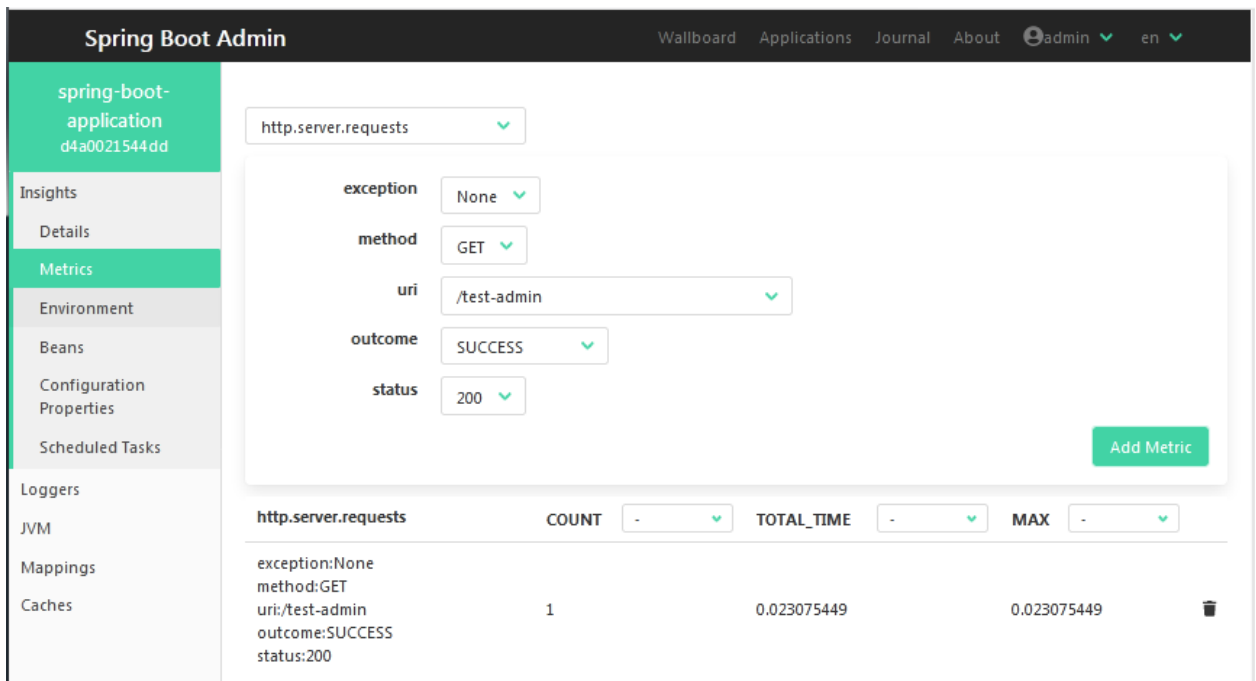 Spring Boot Admin Wallboard Applications Journal About admin en
spring-boot-
application
d4a0021544dd
Insights
Details
Metrics
Environment
Beans
Configuration
Properties
Scheduled Tasks
Loggers
JVM
Mappings
Caches
http.server.requests
exception None
method GET
uri /test-admin
outcome SUCCESS
status 200
Add Metric
http.server.requests COUNT - TOTAL_TIME - MAX -
exception:None
method:GET
uri:/test-admin 1 0.023075449 0.023075449
outcome:SUCCESS
status:200